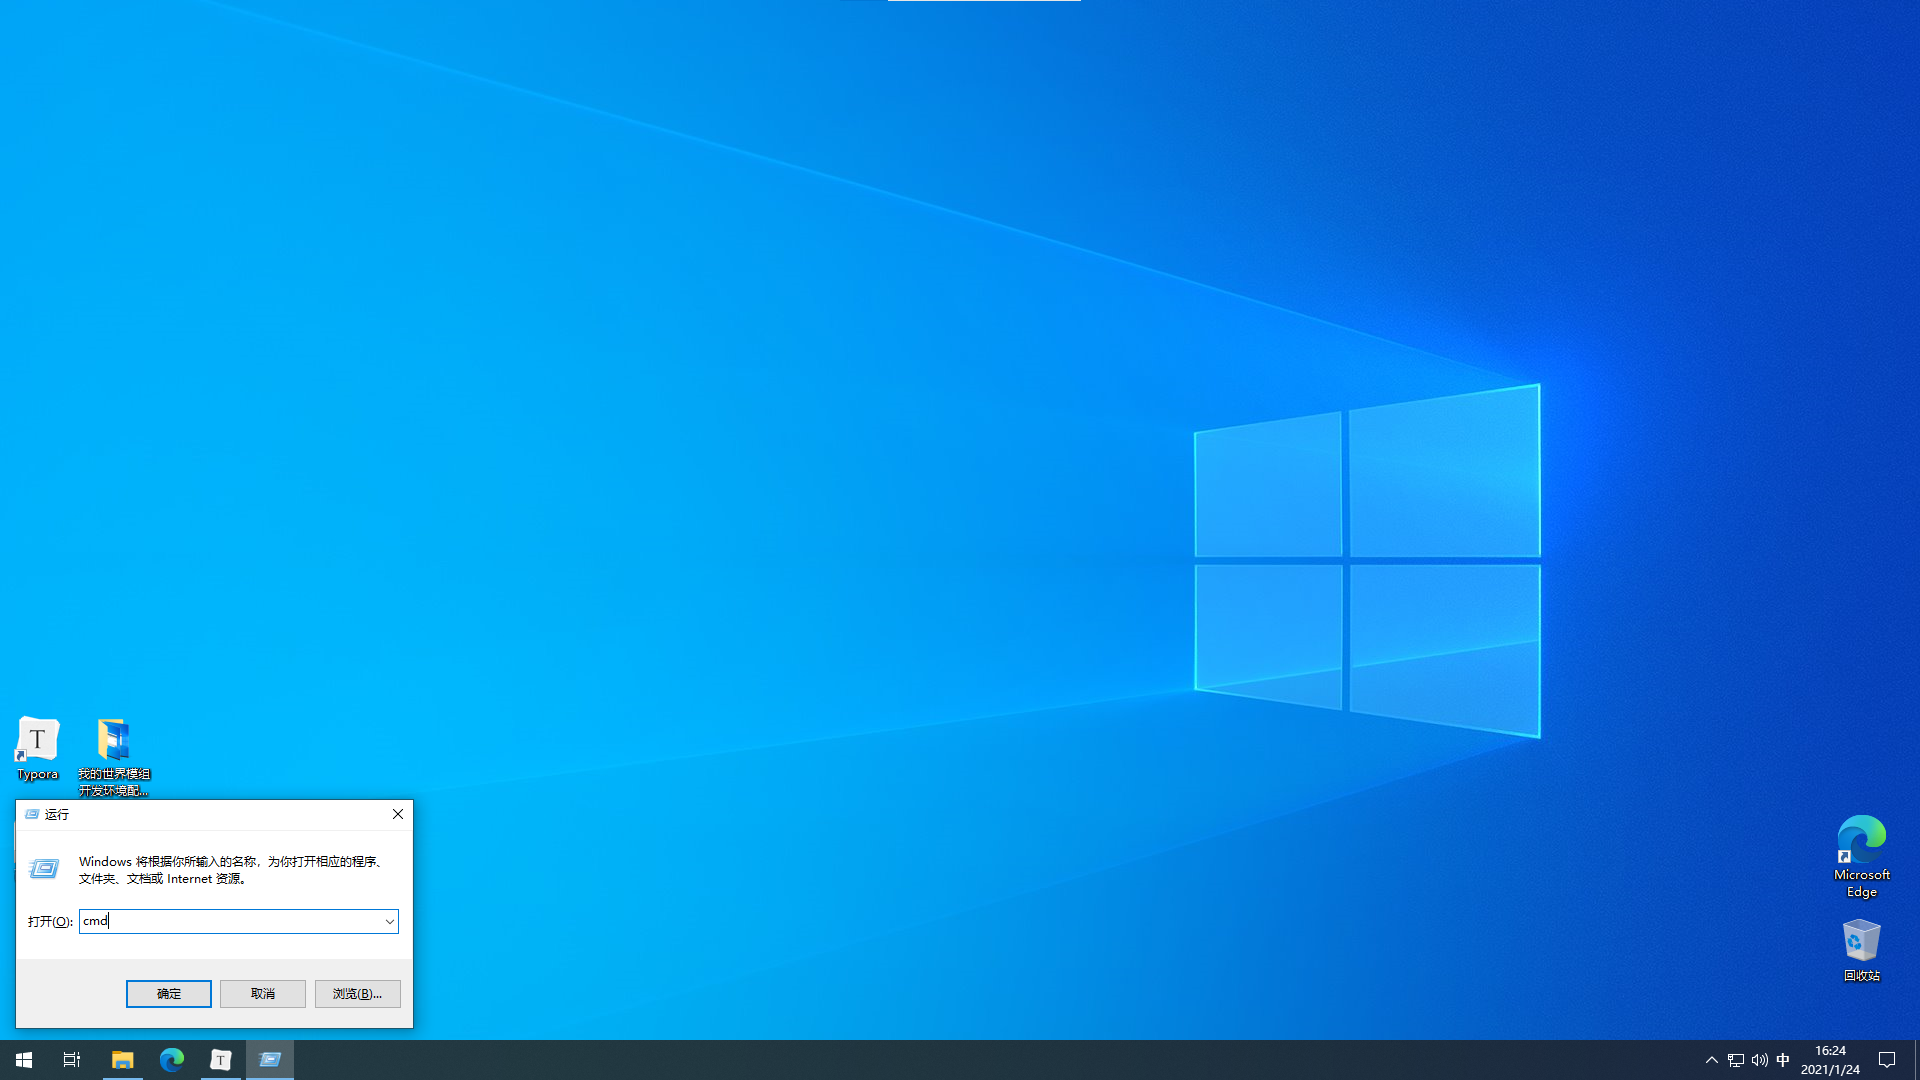 T
Typora
我的世界模组
开发环境配...
运行
Windows 将根据你所输入的名称，为你打开相应的程序、
文件夹、文档或 Internet 资源。
打开(O):
cmd
确定
取消
浏览(B)...
Microsoft
Edge
回收站
T
中
16:24
2021/1/24